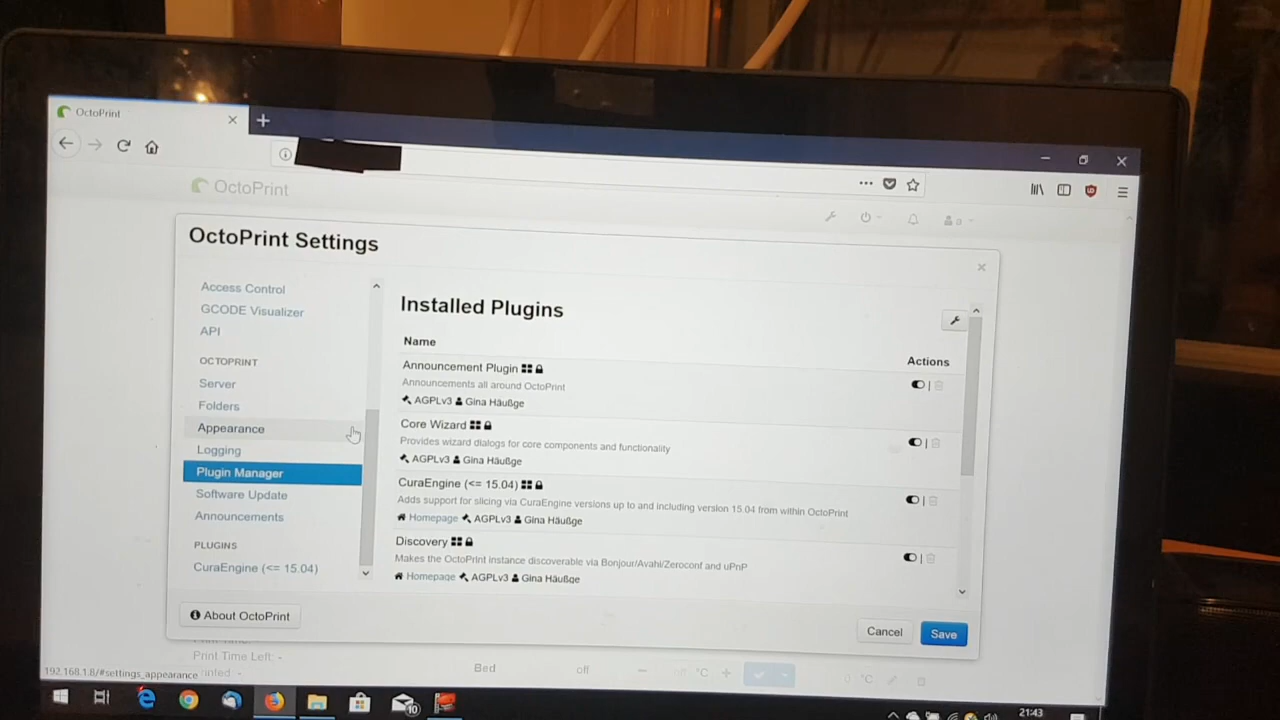 OctoPrint
OctoPrint
OctoPrint Settings
Access Control
GCODE Visualizer
API
OCTOPRINT
Server
Folders
Appearance
Logging
Plugin Manager
Software Update
Announcements
PLUGINS
CuraEngine (<= 15.04)
Installed Plugins
Name
Actions
Announcement Plugin
Announcements all around OctoPrint
AGPLv3 Gina Häußge
Core Wizard
Provides wizard dialogs for core components and functionality
AGPLv3 Gina Häußge
CuraEngine (<= 15.04)
Adds support for slicing via CuraEngine versions up to and including version 15.04 from within OctoPrint
Homepage AGPLv3 Gina Häußge
Discovery
Makes the OctoPrint instance discoverable via Bonjour/Avahi/Zeroconf and uPnP
Homepage AGPLv3 Gina Häußge
About OctoPrint
Cancel
Save
Print Time Left: -
Bed
off
°C
°C
192.168.1.8/#settings_appearance
10
21:43